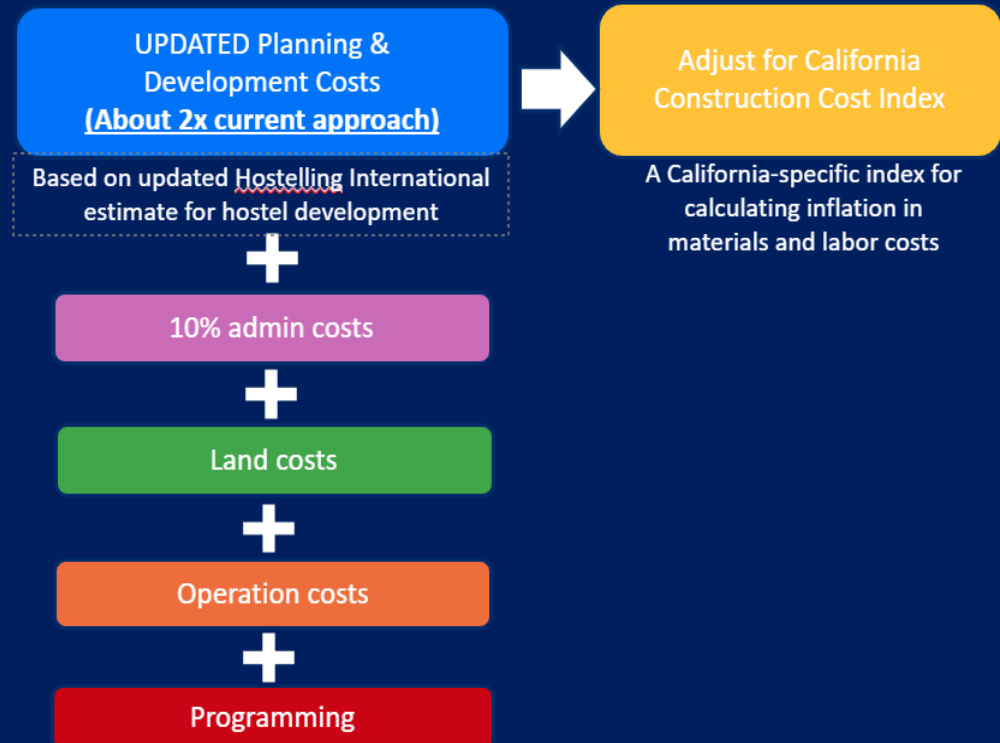 UPDATED Planning &
Development Costs
(About 2x current approach)
Based on updated Hostelling International
estimate for hostel development
Adjust for California
Construction Cost Index
A California-specific index for
calculating inflation in
materials and labor costs
10% admin costs
Land costs
Operation costs
Programming